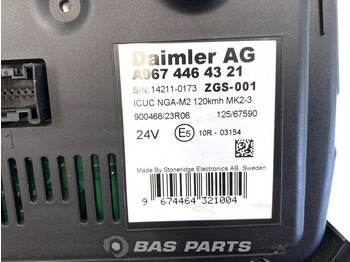 Daimler AG
A967 446 43 21
S/N: 14211-0173 ZGS-001
ICUC NGA-M2 120kmh MK2-3
900468/23R06 125/67590
24V E5 10R - 03154
Made by Stoneridge Electronics AB, Sweden
9 674464 321004
BAS PARTS